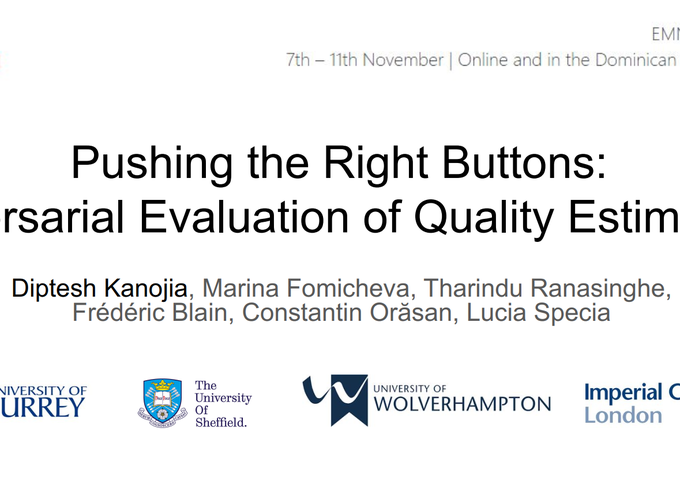 EMN
7th – 11th November | Online and in the Dominican
Pushing the Right Buttons:
ersarial Evaluation of Quality Estim
Diptesh Kanojia, Marina Fomicheva, Tharindu Ranasinghe,
Frédéric Blain, Constantin Orăsan, Lucia Specia
NIVERSITY OF
URREY
The
University
Of
Sheffield.
UNIVERSITY OF
WOLVERHAMPTON
Imperial C
London